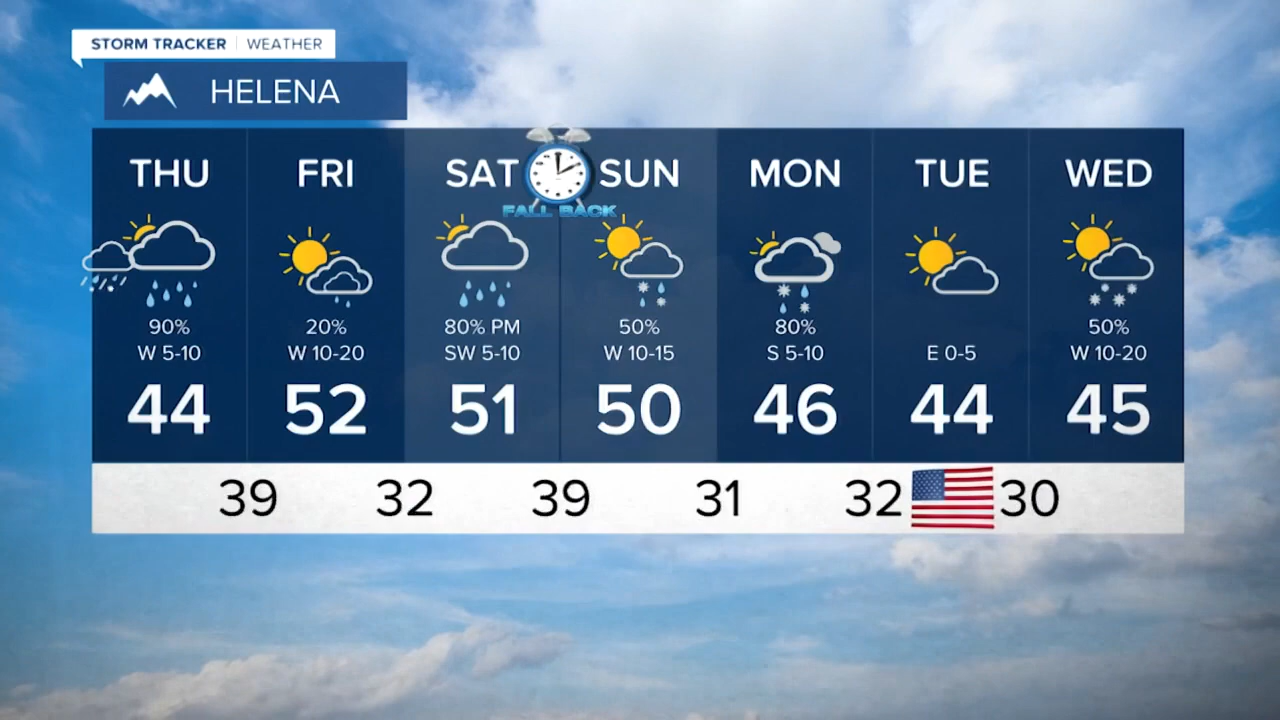 STORM TRACKER | WEATHER
HELENA
THU FRI SAT SUN MON TUE WED
FALL BACK
90% 20% 80% PM 50% 80% 50%
W 5-10 W 10-20 SW 5-10 W 10-15 S 5-10 E 0-5 W 10-20
44 52 51 50 46 44 45
39 32 39 31 32 30